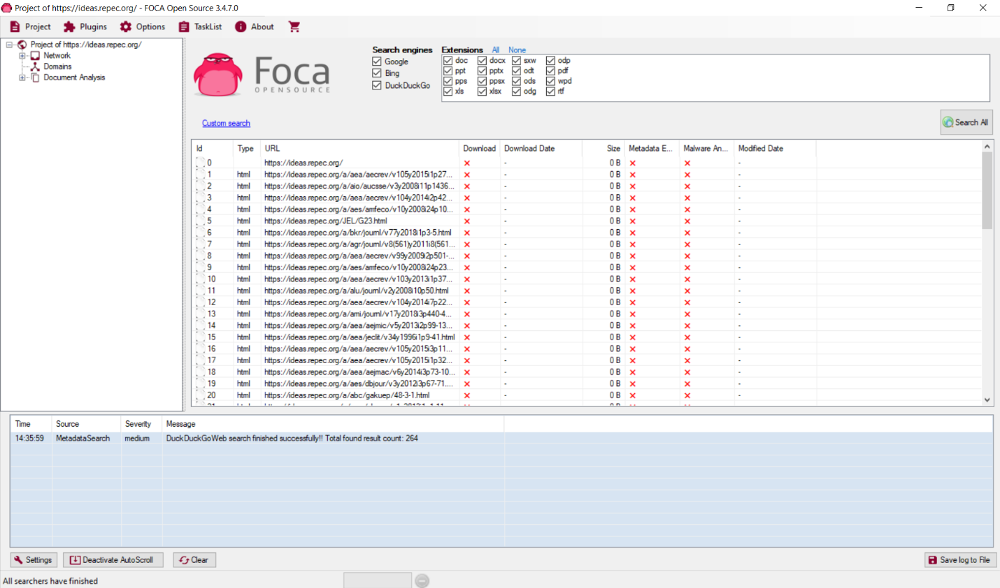 Project of https://ideas.repec.org/ - FOCA Open Source 3.4.7.0
Project Plugins Options TaskList About
Project of https://ideas.repec.org/
Network
Domains
Document Analysis
Foca
OPENSOURCE
Search engines
Google
Bing
DuckDuckGo
Extensions All None
doc docx sxw odp
ppt pptx odt pdf
pps ppsx ods wpd
xls xlsx odg rtf
Custom search
Search All
Id Type URL Download Download Date Size Metadata E... Malware An... Modified Date
0 https://ideas.repec.org/ - 0 B -
1 html https://ideas.repec.org/a/aea/aecrev/v105y2015i1p27... - 0 B -
2 html https://ideas.repec.org/a/aio/aucsse/v3y2008i11p1436... - 0 B -
3 html https://ideas.repec.org/a/aea/aecrev/v104y2014i2p42... - 0 B -
4 html https://ideas.repec.org/a/aes/amfeco/v10y2008i24p10... - 0 B -
5 html https://ideas.repec.org/JEL/G23.html - 0 B -
6 html https://ideas.repec.org/a/bkr/journl/v77y2018i1p3-5.html - 0 B -
7 html https://ideas.repec.org/a/agr/journl/v8(561)y2011i8(561... - 0 B -
8 html https://ideas.repec.org/a/aea/aecrev/v99y2009i2p501-... - 0 B -
9 html https://ideas.repec.org/a/aes/amfeco/v10y2008i24p23... - 0 B -
10 html https://ideas.repec.org/a/aea/aecrev/v103y2013i1p37... - 0 B -
11 html https://ideas.repec.org/a/alu/journl/v2y2008i10p50.html - 0 B -
12 html https://ideas.repec.org/a/aea/aecrev/v104y2014i7p22... - 0 B -
13 html https://ideas.repec.org/a/ami/journl/v17y2018i3p440-4... - 0 B -
14 html https://ideas.repec.org/a/aea/aejmic/v5y2013i2p99-13... - 0 B -
15 html https://ideas.repec.org/a/aea/jeclit/v34y1996i1p9-41.html - 0 B -
16 html https://ideas.repec.org/a/aea/aecrev/v105y2015i3p11... - 0 B -
17 html https://ideas.repec.org/a/aea/aecrev/v105y2015i1p32... - 0 B -
18 html https://ideas.repec.org/a/aea/aejmac/v6y2014i3p73-10... - 0 B -
19 html https://ideas.repec.org/a/aes/dbjour/v3y2012i3p67-71.... - 0 B -
20 html https://ideas.repec.org/a/abc/gakuep/48-3-1.html - 0 B -
Time Source Severity Message
14:35:59 MetadataSearch medium DuckDuckGoWeb search finished successfully!! Total found result count: 264
Settings Deactivate AutoScroll Clear Save log to File
All searchers have finished